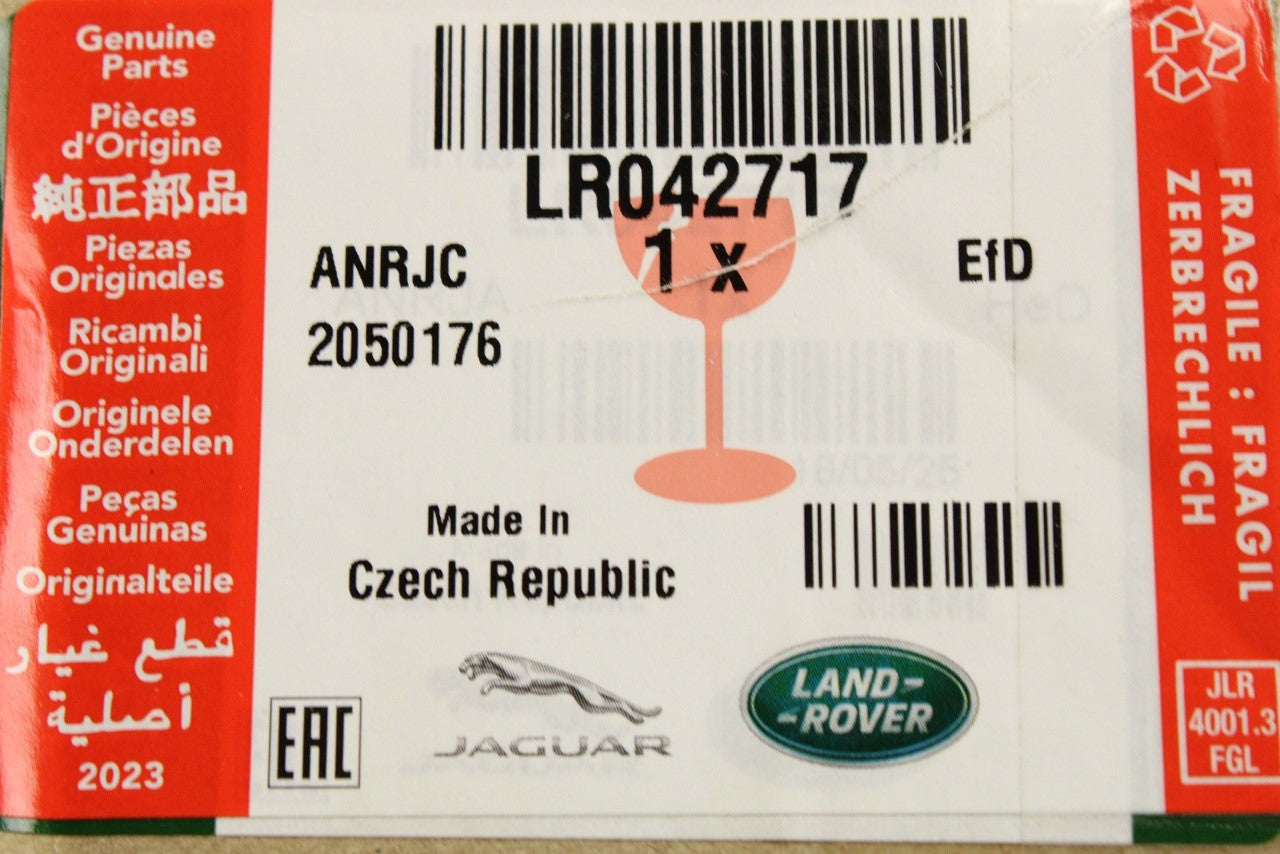 Genuine
Parts
Pièces
d'Origine
純正部品
Piezas
Originales
Ricambi
Originali
Originele
Onderdelen
Peças
Genuinas
Originalteile
قطع غيار
أصلية
2023
LR042717
1 x
ANRJC
EfD
2050176
Made In
Czech Republic
EAC
JAGUAR
LAND-
-ROVER
FRAGILE : FRAGIL
ZERBRECHLICH
JLR
4001.3
FGL